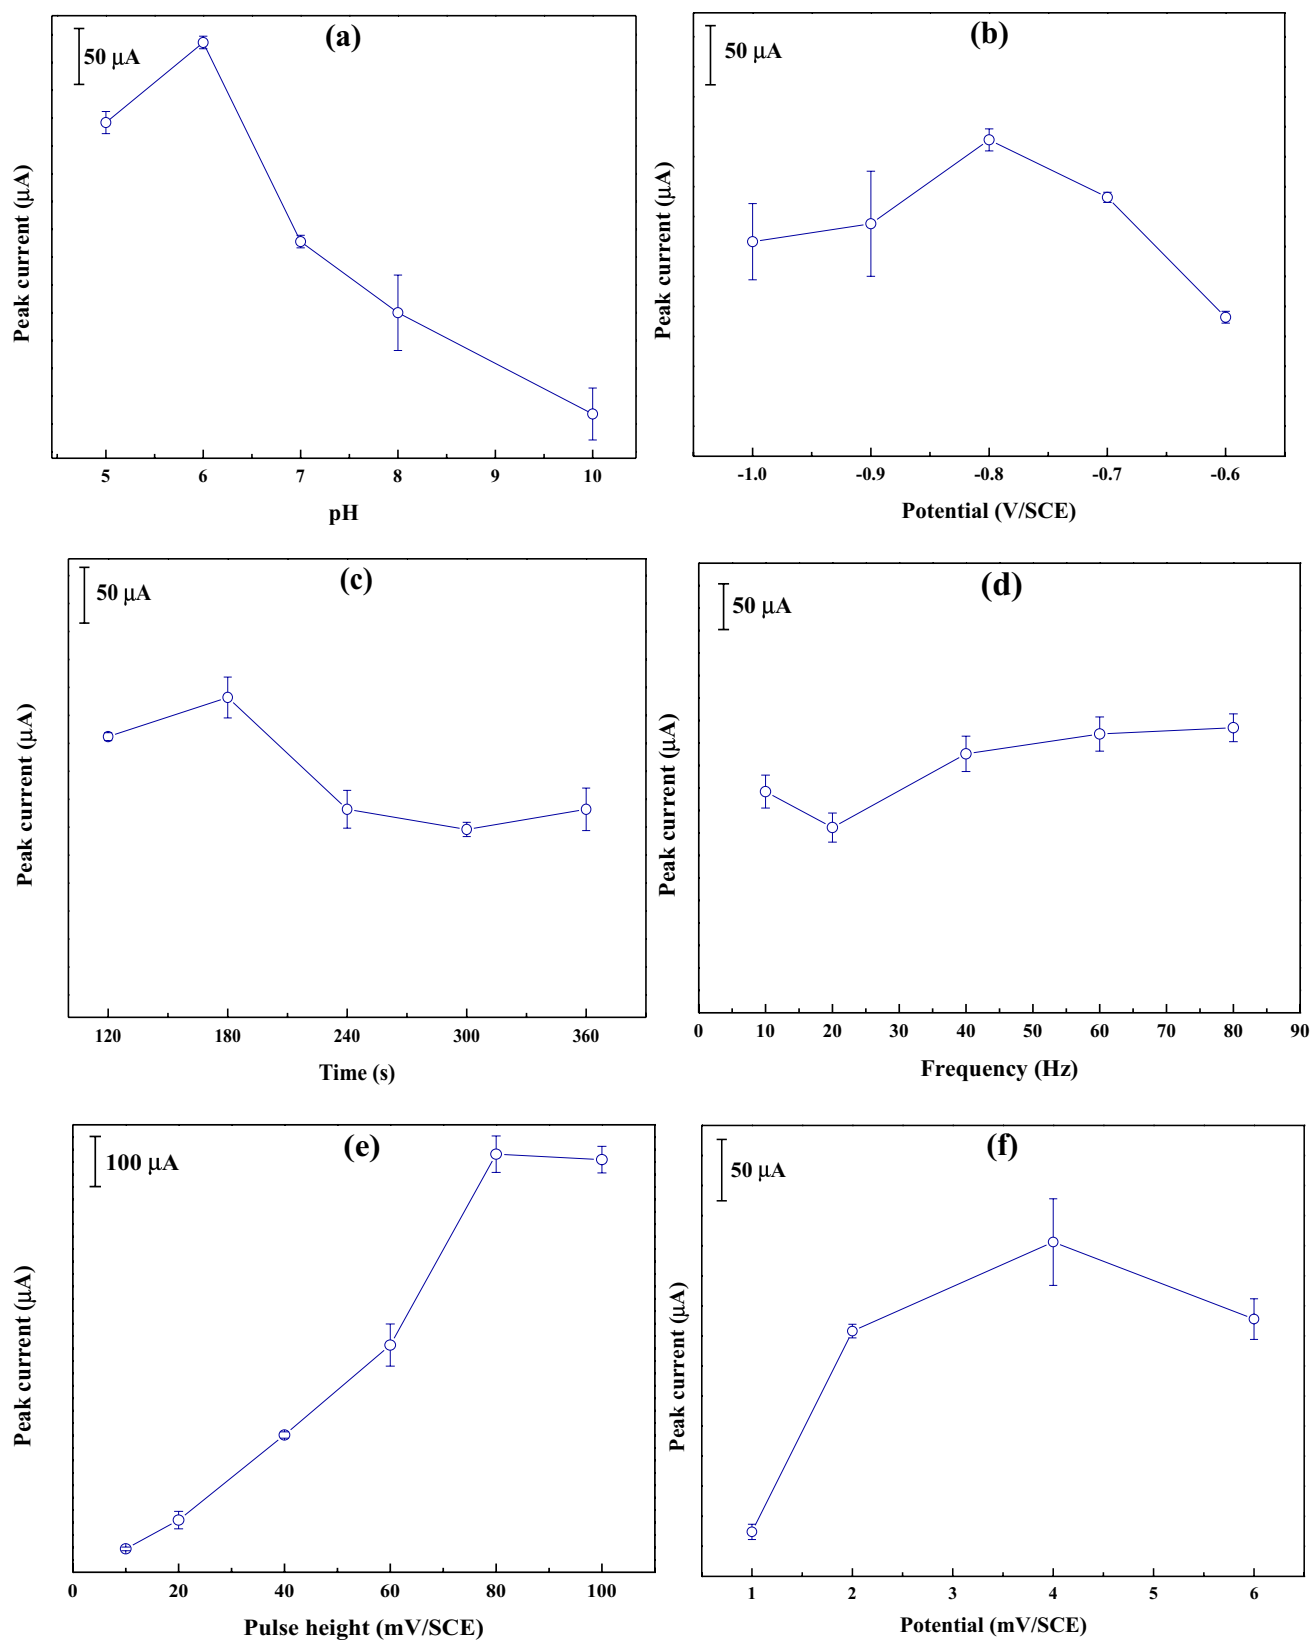 (a)
50 μA
Peak current (μA)
5 6 7 8 9 10
pH
(b)
50 μA
Peak current (μA)
-1.0 -0.9 -0.8 -0.7 -0.6
Potential (V/SCE)
(c)
50 μA
Peak current (μA)
120 180 240 300 360
Time (s)
(d)
50 μA
Peak current (μA)
0 10 20 30 40 50 60 70 80 90
Frequency (Hz)
(e)
100 μA
Peak current (μA)
0 20 40 60 80 100
Pulse height (mV/SCE)
(f)
50 μA
Peak current (μA)
1 2 3 4 5 6
Potential (mV/SCE)